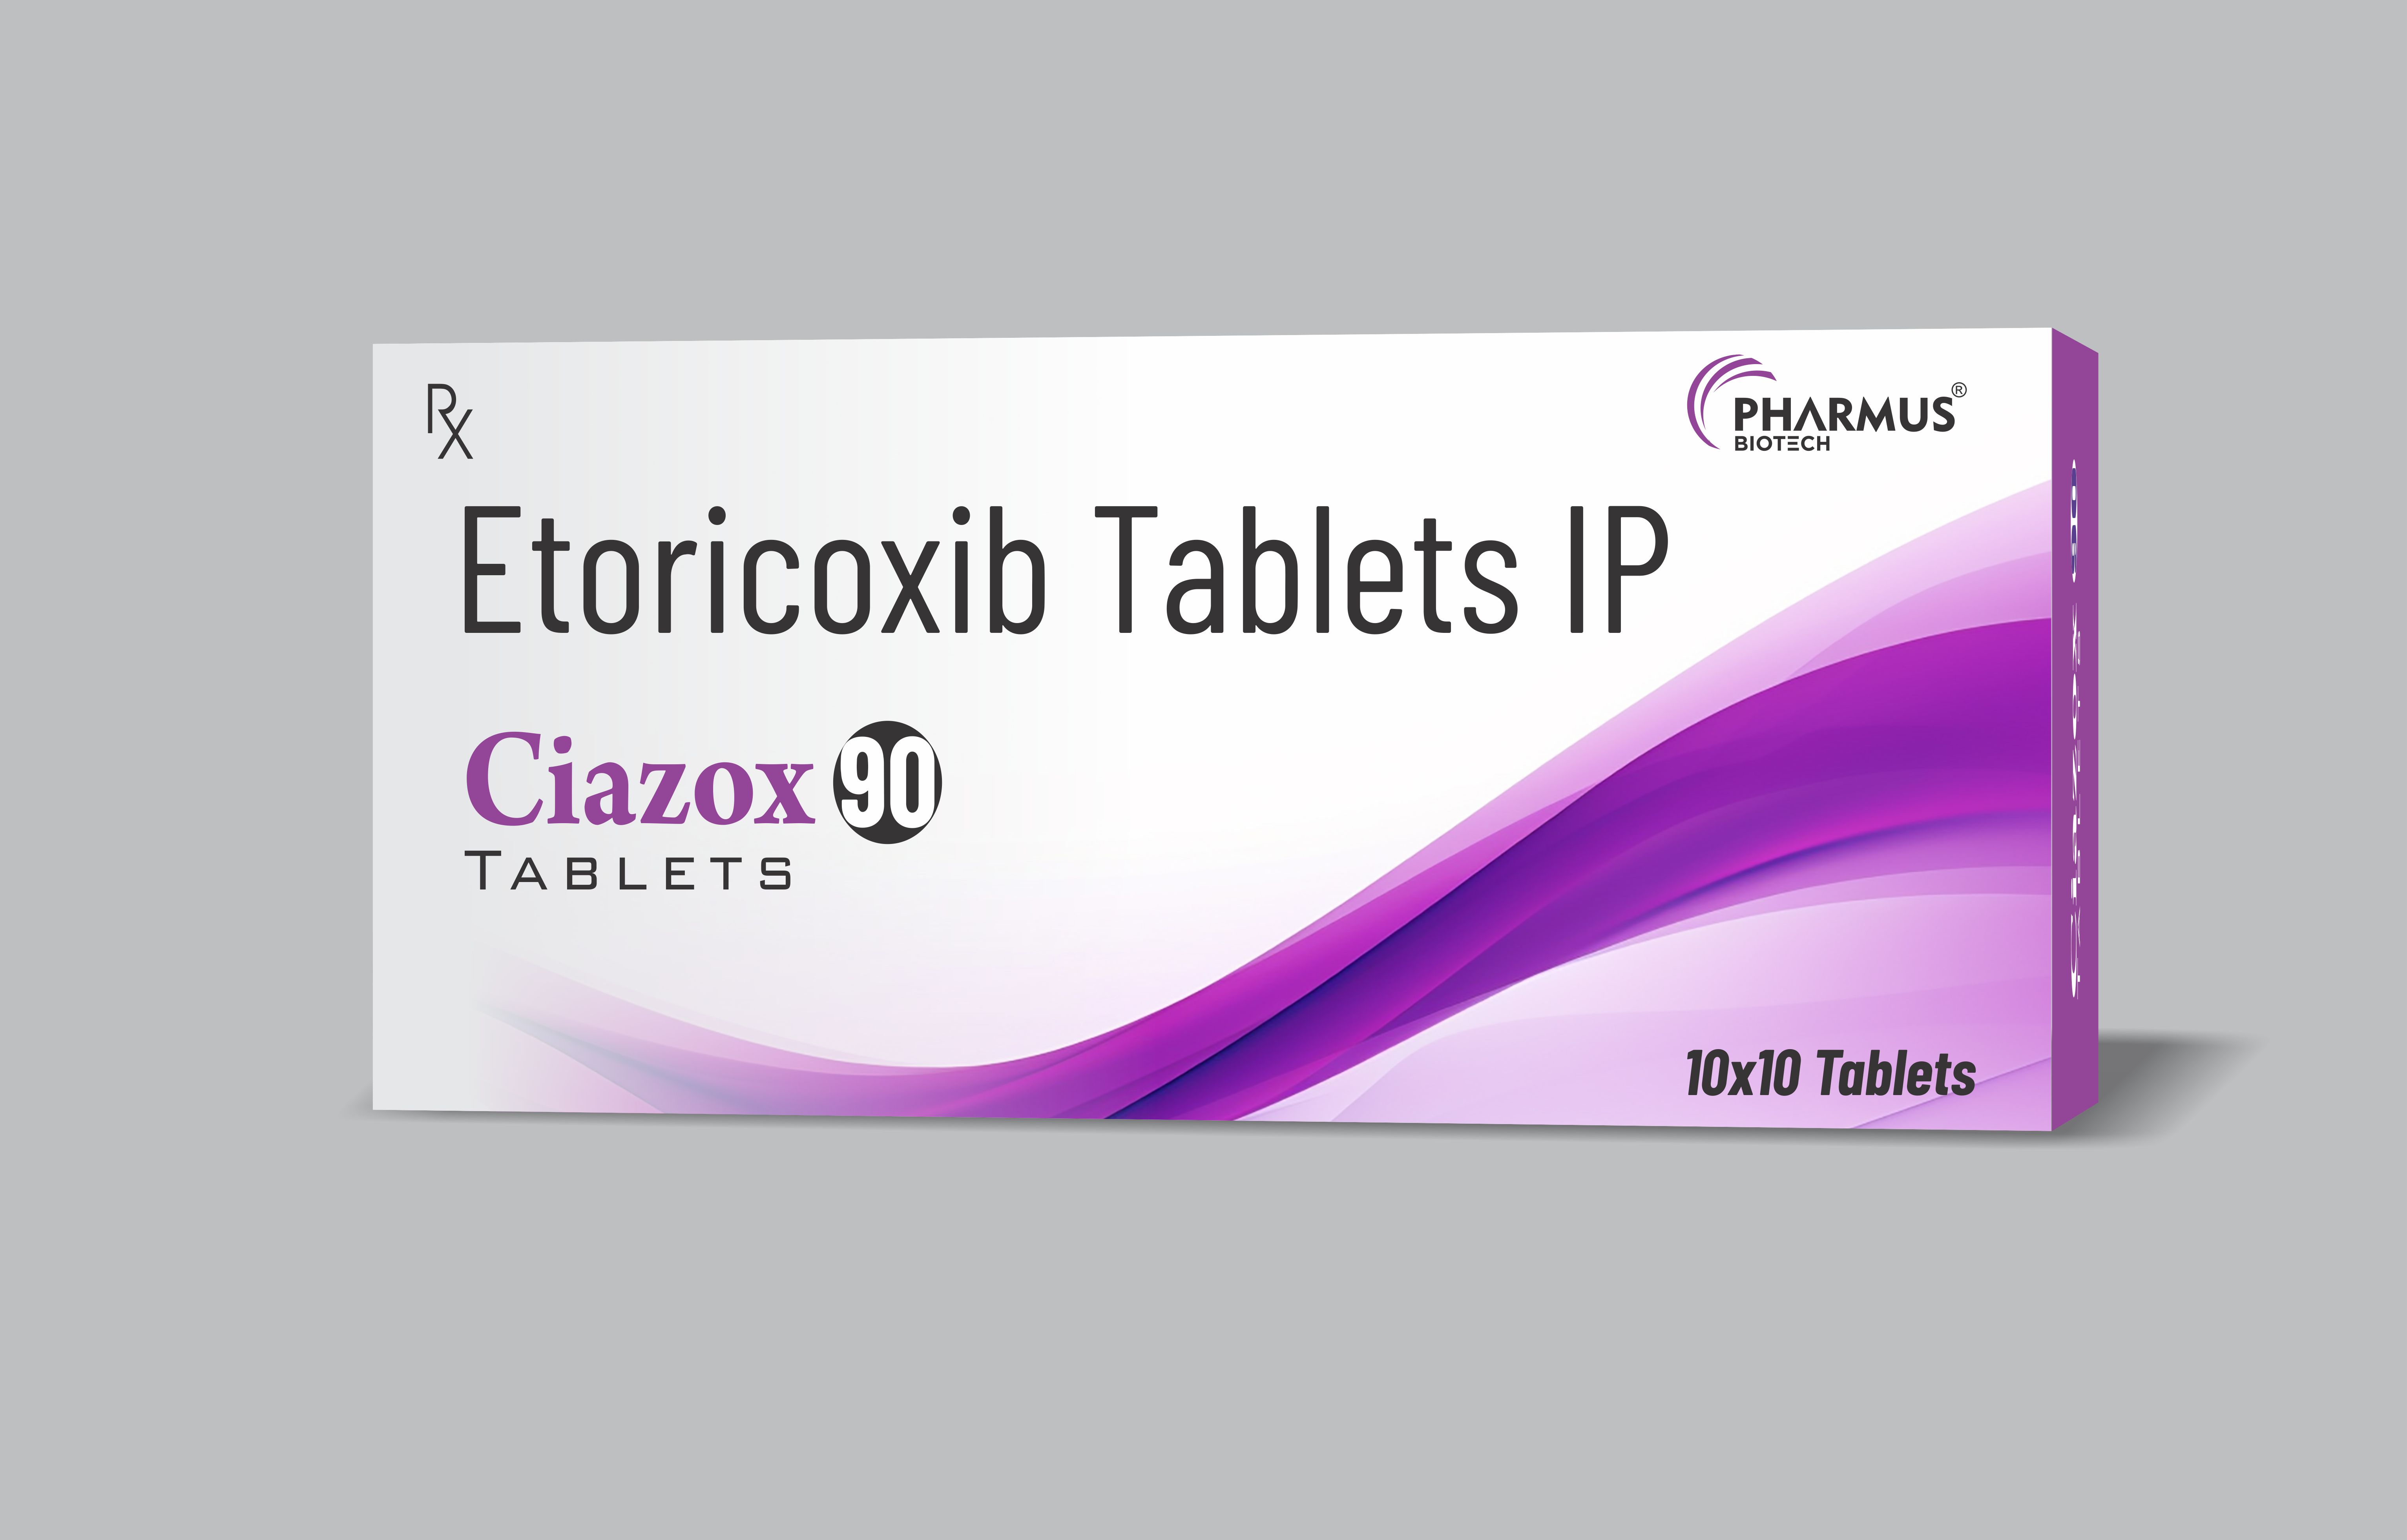 Rx
PHARMUS®
BIOTECH
Etoricoxib Tablets IP
Ciazox 90
TABLETS
10x10 Tablets